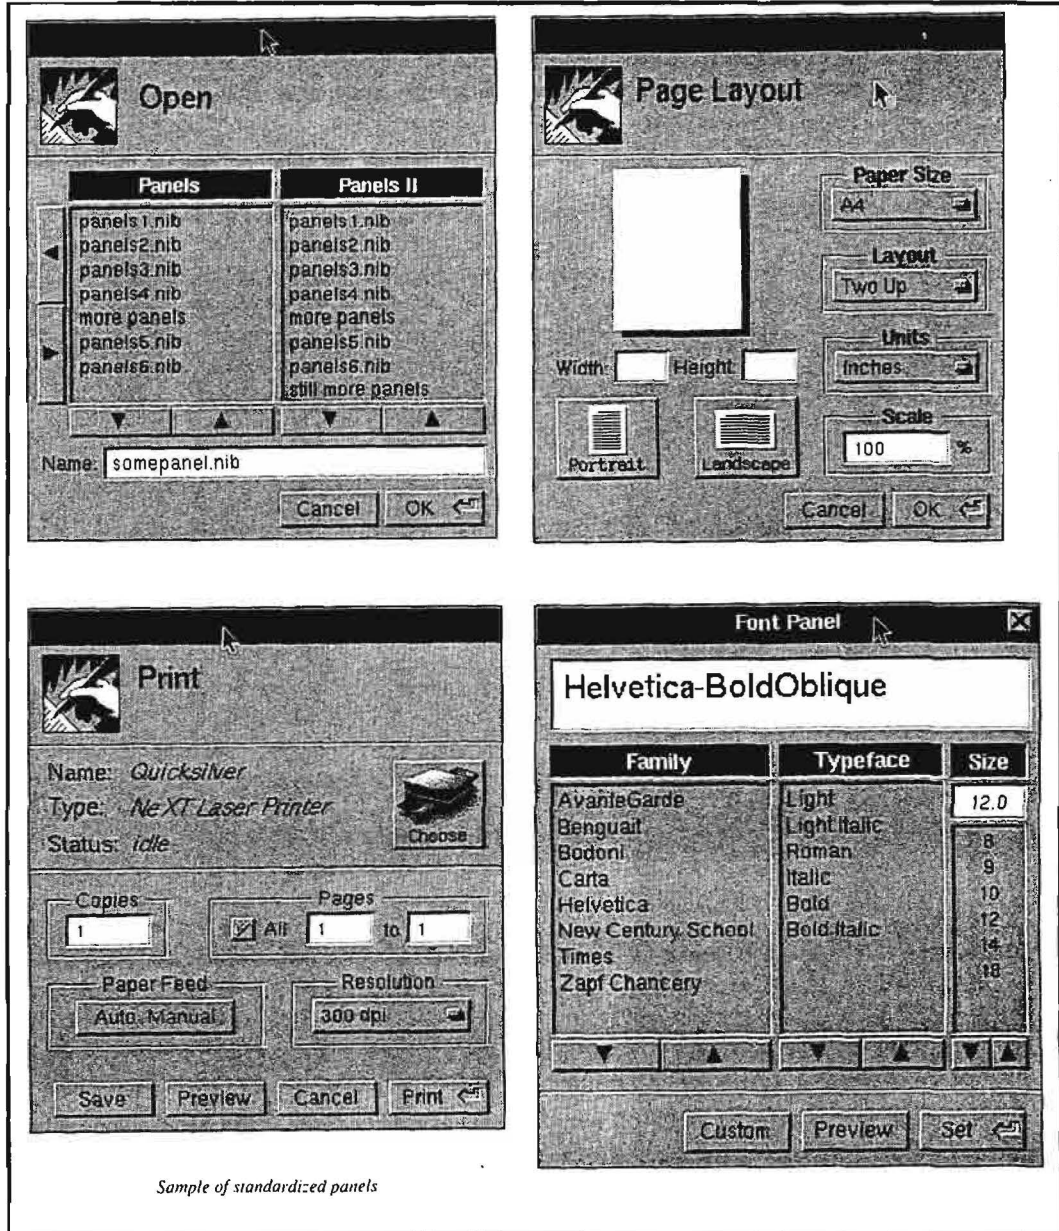 Open
Panels
panels1.nib
panels2.nib
panels3.nib
panels4.nib
more panels
panels5.nib
panels6.nib
Panels II
panels1.nib
panels2.nib
panels3.nib
panels4.nib
more panels
panels5.nib
panels6.nib
still more panels
Name: somepanel.nib
Cancel OK
Page Layout
Paper Size
A4
Layout
Two Up
Units
Inches
Scale
100 %
Width: Height:
Portrait Landscape
Cancel OK
Print
Name: Quicksilver
Type: NeXT Laser Printer
Status: idle
Choose
Copies
1
Pages
All 1 to 1
Paper Feed
Auto Manual
Resolution
300 dpi
Save Preview Cancel Print
Font Panel
Helvetica-BoldOblique
Family
AvanteGarde
Benguait
Bodoni
Carta
Helvetica
New Century School
Times
Zapf Chancery
Typeface
Light
Light Italic
Roman
Italic
Bold
Bold Italic
Size
12.0
8
9
10
12
14
18
Custom Preview Set
Sample of standardized panels